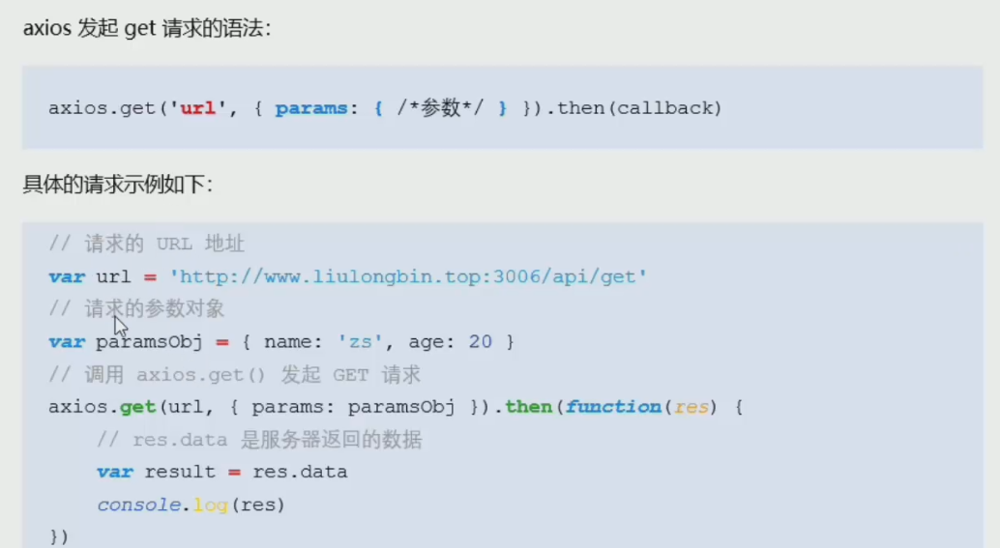 axios 发起 get 请求的语法：
axios.get('url', { params: { /*参数*/ } }).then(callback)
具体的请求示例如下：
// 请求的 URL 地址
var url = 'http://www.liulongbin.top:3006/api/get'
// 请求的参数对象
var paramsObj = { name: 'zs', age: 20 }
// 调用 axios.get() 发起 GET 请求
axios.get(url, { params: paramsObj }).then(function(res) {
// res.data 是服务器返回的数据
var result = res.data
console.log(res)
})